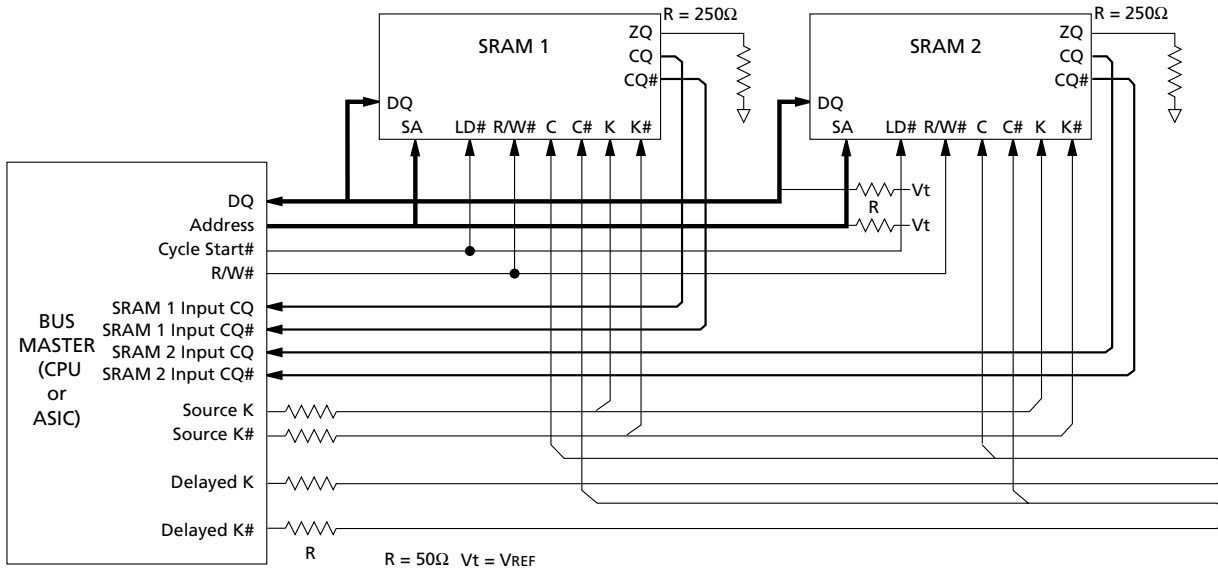 R = 250Ω
R = 250Ω
SRAM 1
ZQ
CQ
CQ#
DQ
SA
LD#
R/W#
C
C#
K
K#
SRAM 2
ZQ
CQ
CQ#
DQ
SA
LD#
R/W#
C
C#
K
K#
Vt
R
Vt
DQ
Address
Cycle Start#
R/W#
SRAM 1 Input CQ
SRAM 1 Input CQ#
SRAM 2 Input CQ
SRAM 2 Input CQ#
BUS
MASTER
(CPU
or
ASIC)
Source K
Source K#
Delayed K
Delayed K#
R
R = 50Ω Vt = VREF